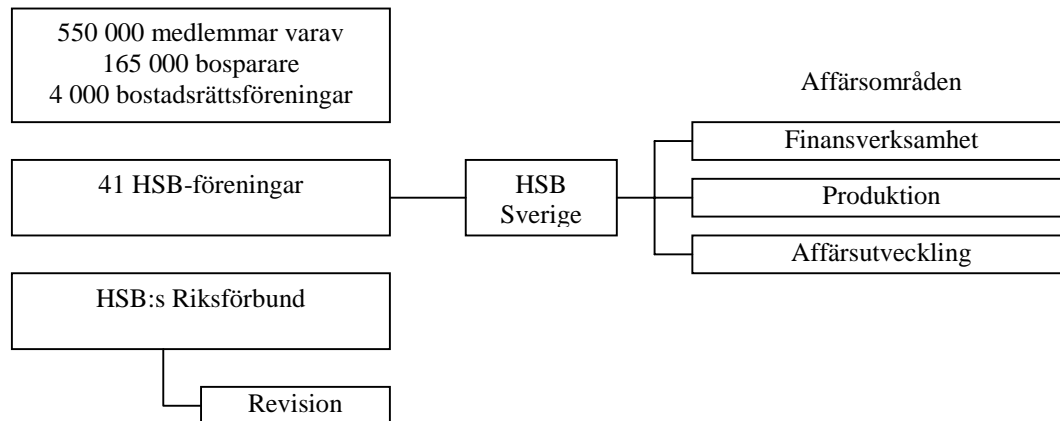 550 000 medlemmar varav
165 000 bosparare
4 000 bostadsrättsföreningar
Affärsområden
Finansverksamhet
41 HSB-föreningar
HSB
Sverige
Produktion
Affärsutveckling
HSB:s Riksförbund
Revision